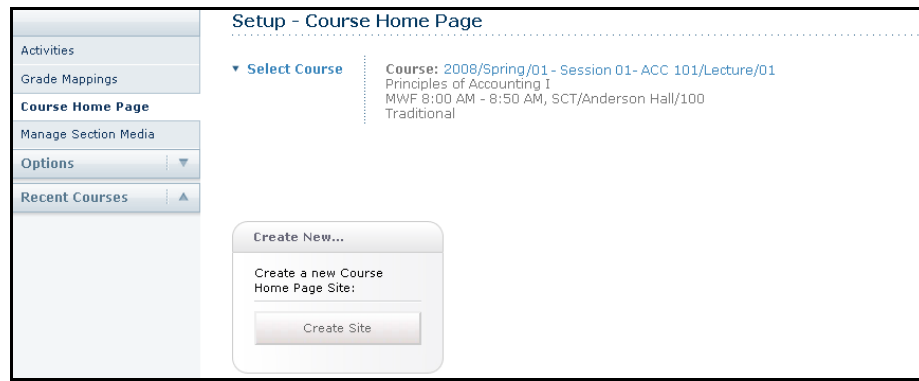 Setup - Course Home Page
Activities
Grade Mappings
Course Home Page
Manage Section Media
Options
Recent Courses
Select Course
Course: 2008/Spring/01- Session 01- ACC 101/Lecture/01
Principles of Accounting I
MWF 8:00 AM - 8:50 AM, SCT/Anderson Hall/100
Traditional
Create New...
Create a new Course
Home Page Site:
Create Site